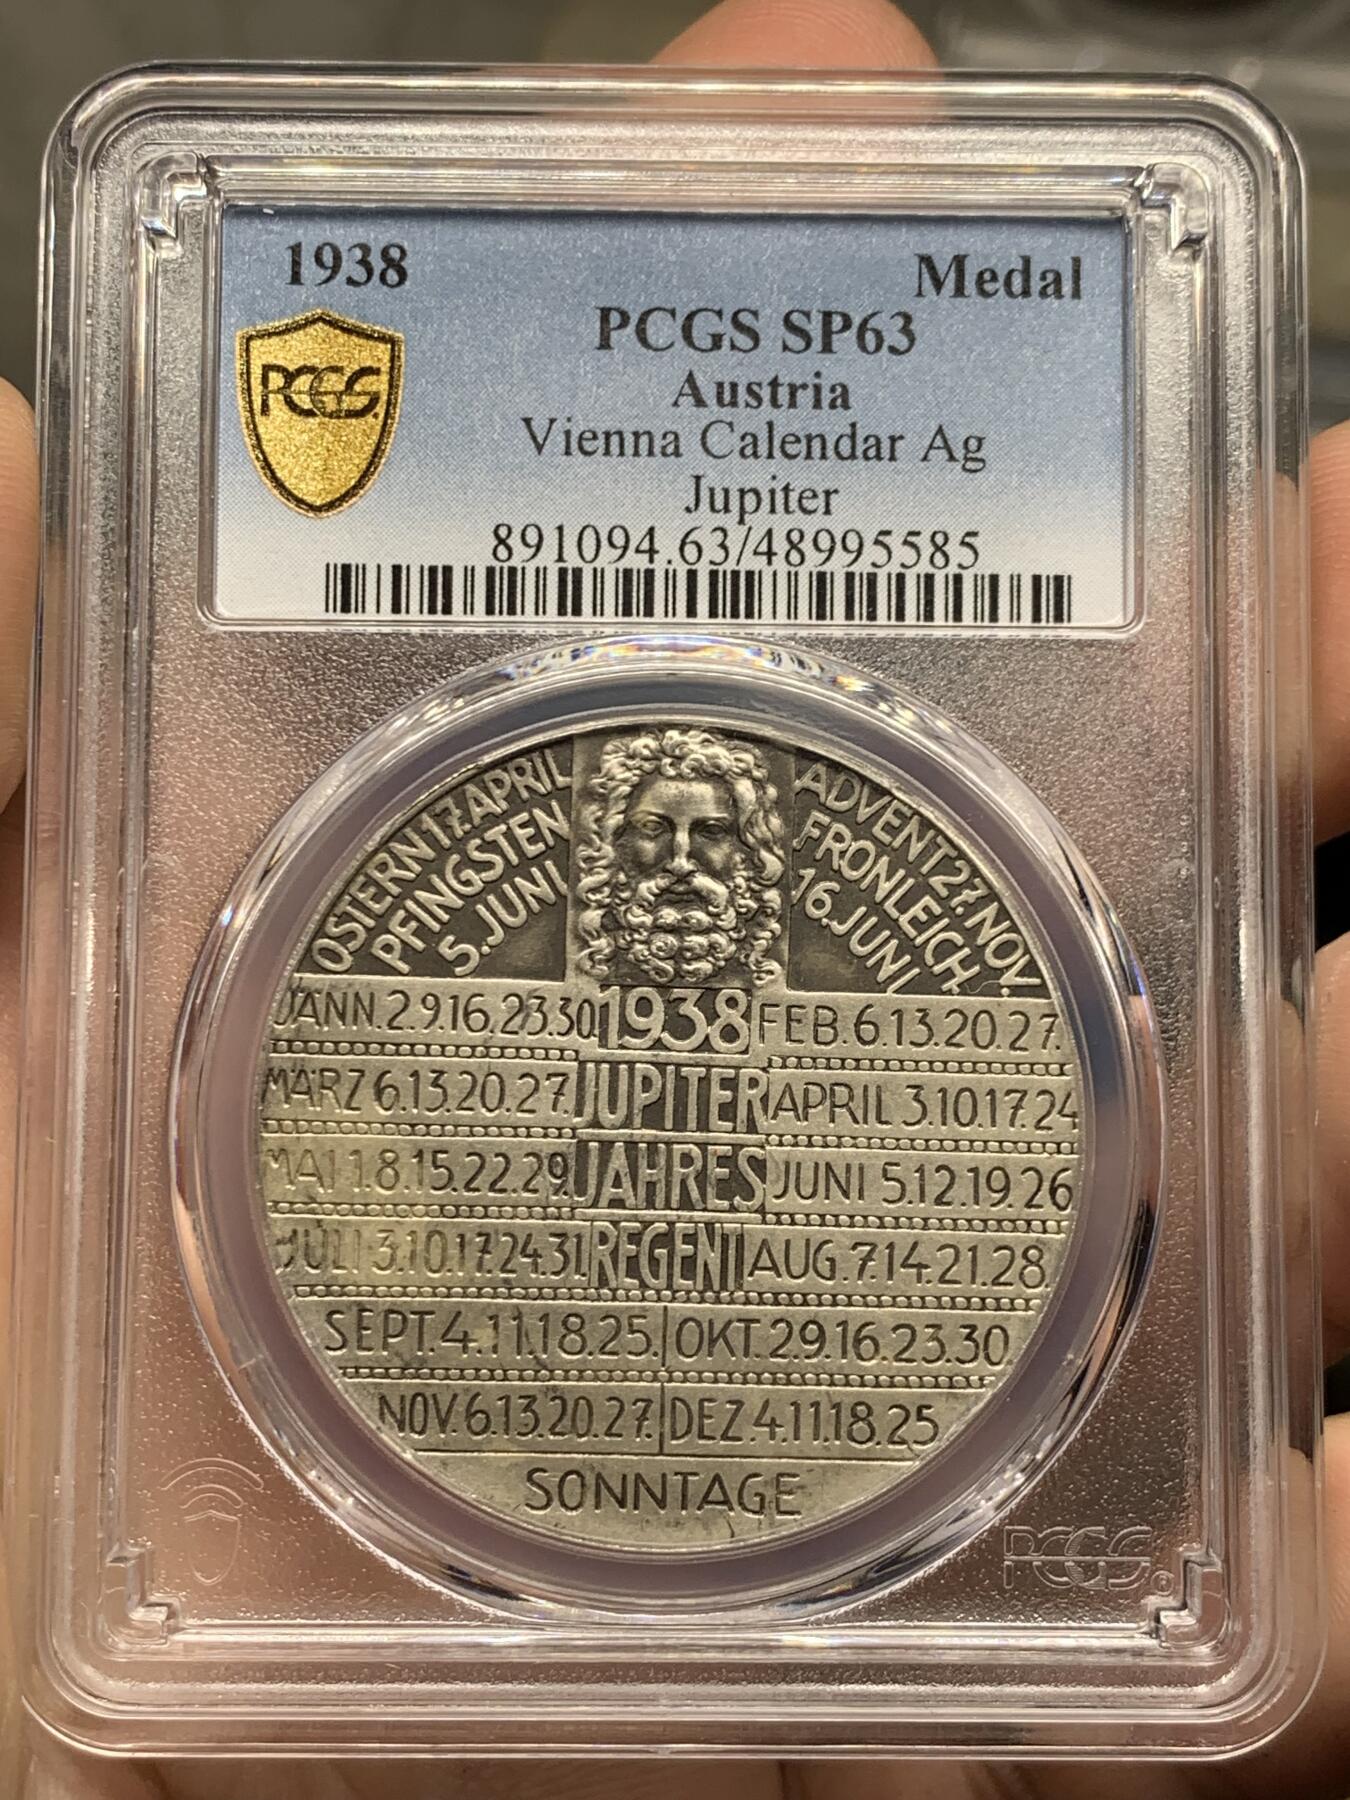 1938 Medal
PCGS SP63
PCGS
Austria
Vienna Calendar Ag
Jupiter
891094.63/48995585
OSTERN 17. APRIL
PFINGSTEN
5. JUNI
ADVENT 27. NOV.
FRONLEICH.
16. JUNI
JÄNN. 2.9.16.23.30 1938 FEB. 6.13.20.27.
MÄRZ 6.13.20.27. JUPITER APRIL 3.10.17.24
MAI 1.8.15.22.29. JAHRES JUNI 5.12.19.26
JULI 3.10.17.24.31. REGENT AUG. 7.14.21.28.
SEPT. 4.11.18.25. OKT. 2.9.16.23.30.
NOV. 6.13.20.27. DEZ. 4.11.18.25
SONNTAGE
PCGS®